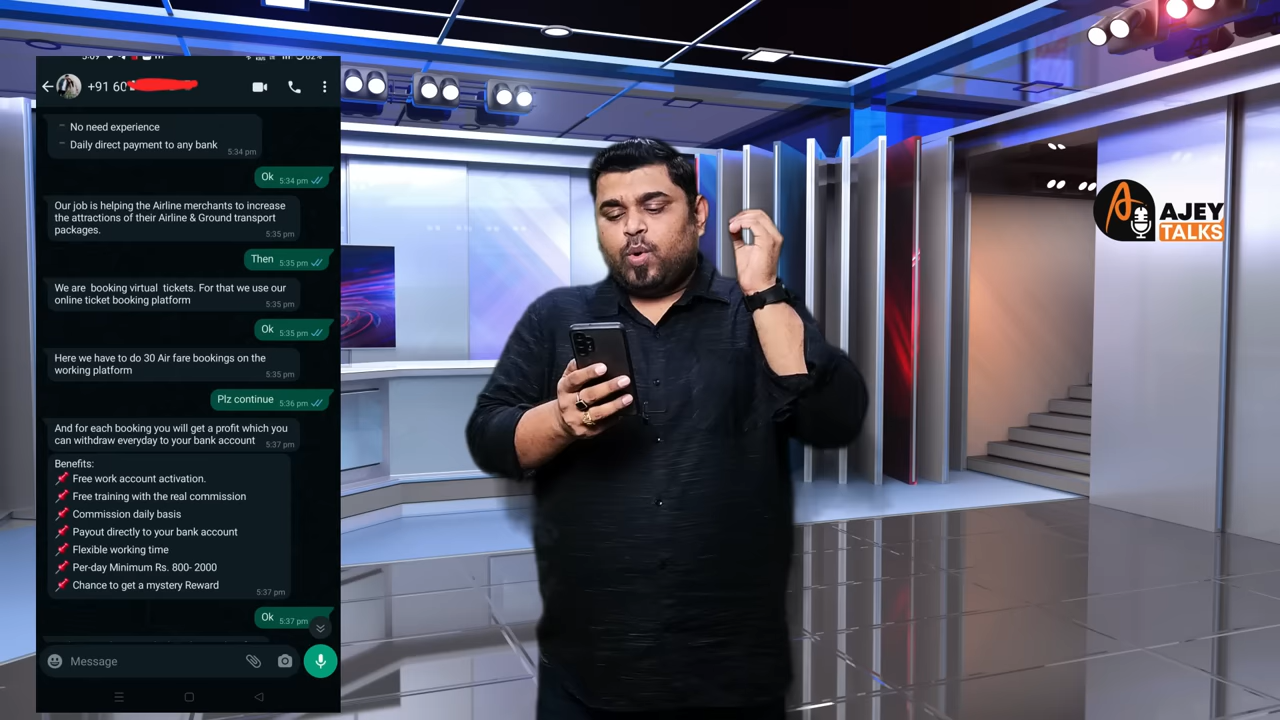 +91 60
No need experience
Daily direct payment to any bank
5:34 pm
Ok 5:34 pm
Our job is helping the Airline merchants to increase
the attractions of their Airline & Ground transport
packages.
5:35 pm
Then 5:35 pm
We are booking virtual tickets. For that we use our
online ticket booking platform
5:35 pm
Ok 5:35 pm
Here we have to do 30 Air fare bookings on the
working platform
5:35 pm
Plz continue 5:36 pm
And for each booking you will get a profit which you
can withdraw everyday to your bank account
5:37 pm
Benefits:
Free work account activation.
Free training with the real commission
Commission daily basis
Payout directly to your bank account
Flexible working time
Per-day Minimum Rs. 800- 2000
Chance to get a mystery Reward
5:37 pm
Ok 5:37 pm
Message
AJEY
TALKS